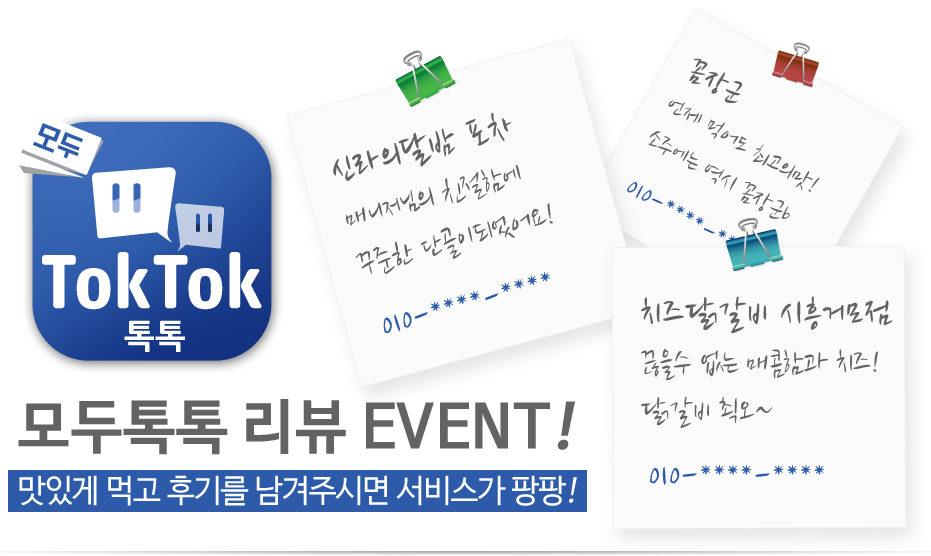 모두
TokTok
톡톡
신라의달밤 포차
매니저님의 친절함에
꾸준한 단골이되었어요!
010-****-****
꼼장군
언제 먹어도 최고의맛!
소주에는 역시 꼼장군b
010-****-**
치즈닭갈비 시흥거모점
끊을수 없는 매콤함과 치즈!
닭갈비 쵝오~
010-****-****
모두톡톡 리뷰 EVENT!
맛있게 먹고 후기를 남겨주시면 서비스가 팡팡!